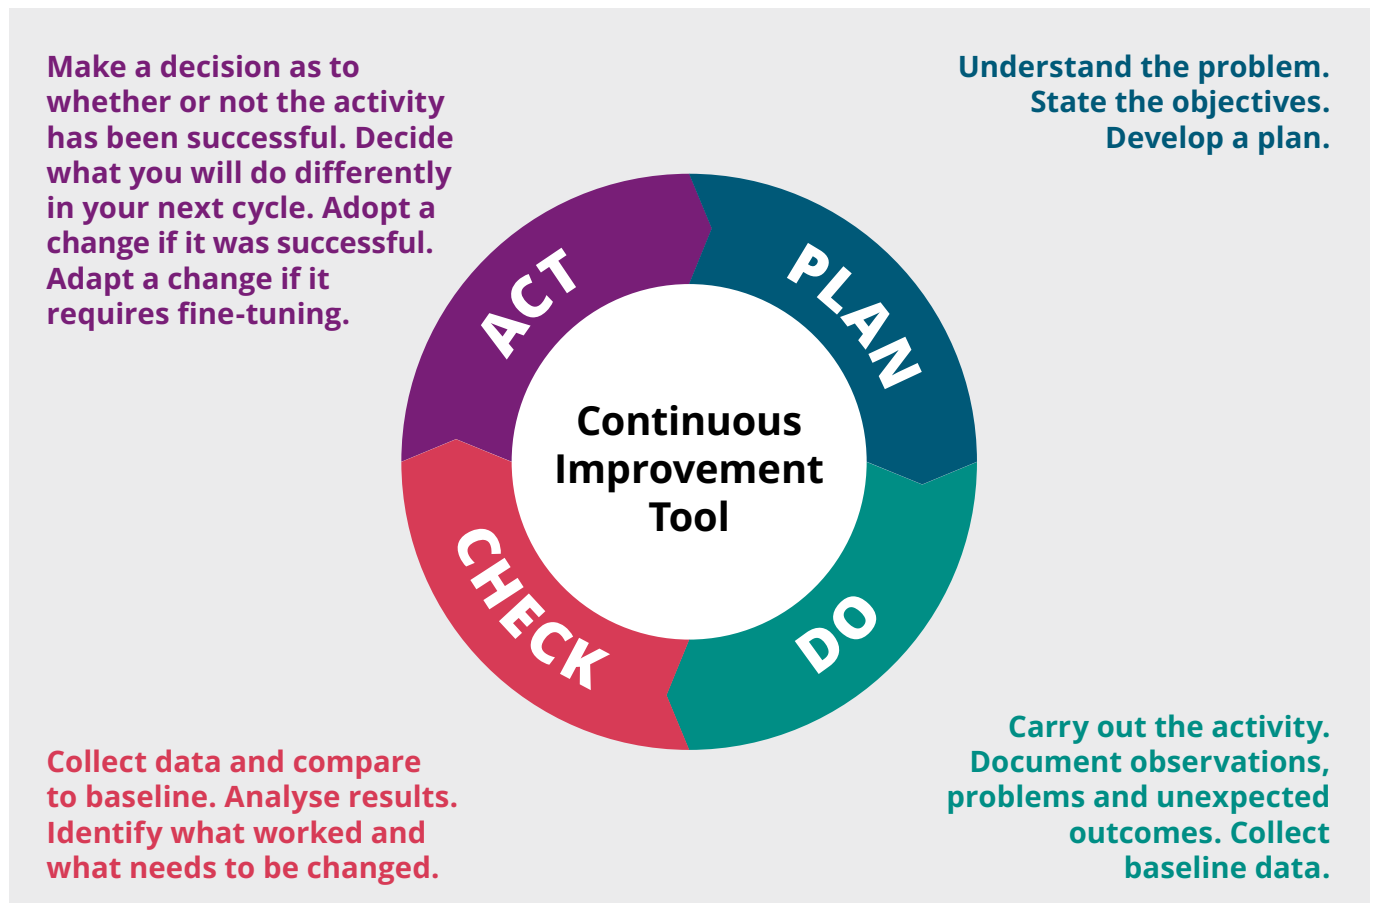 Make a decision as to
whether or not the activity
has been successful. Decide
what you will do differently
in your next cycle. Adopt a
change if it was successful.
Adapt a change if it
requires fine-tuning.
Understand the problem.
State the objectives.
Develop a plan.
ACT
PLAN
Continuous
Improvement
Tool
CHECK
DO
Collect data and compare
to baseline. Analyse results.
Identify what worked and
what needs to be changed.
Carry out the activity.
Document observations,
problems and unexpected
outcomes. Collect
baseline data.